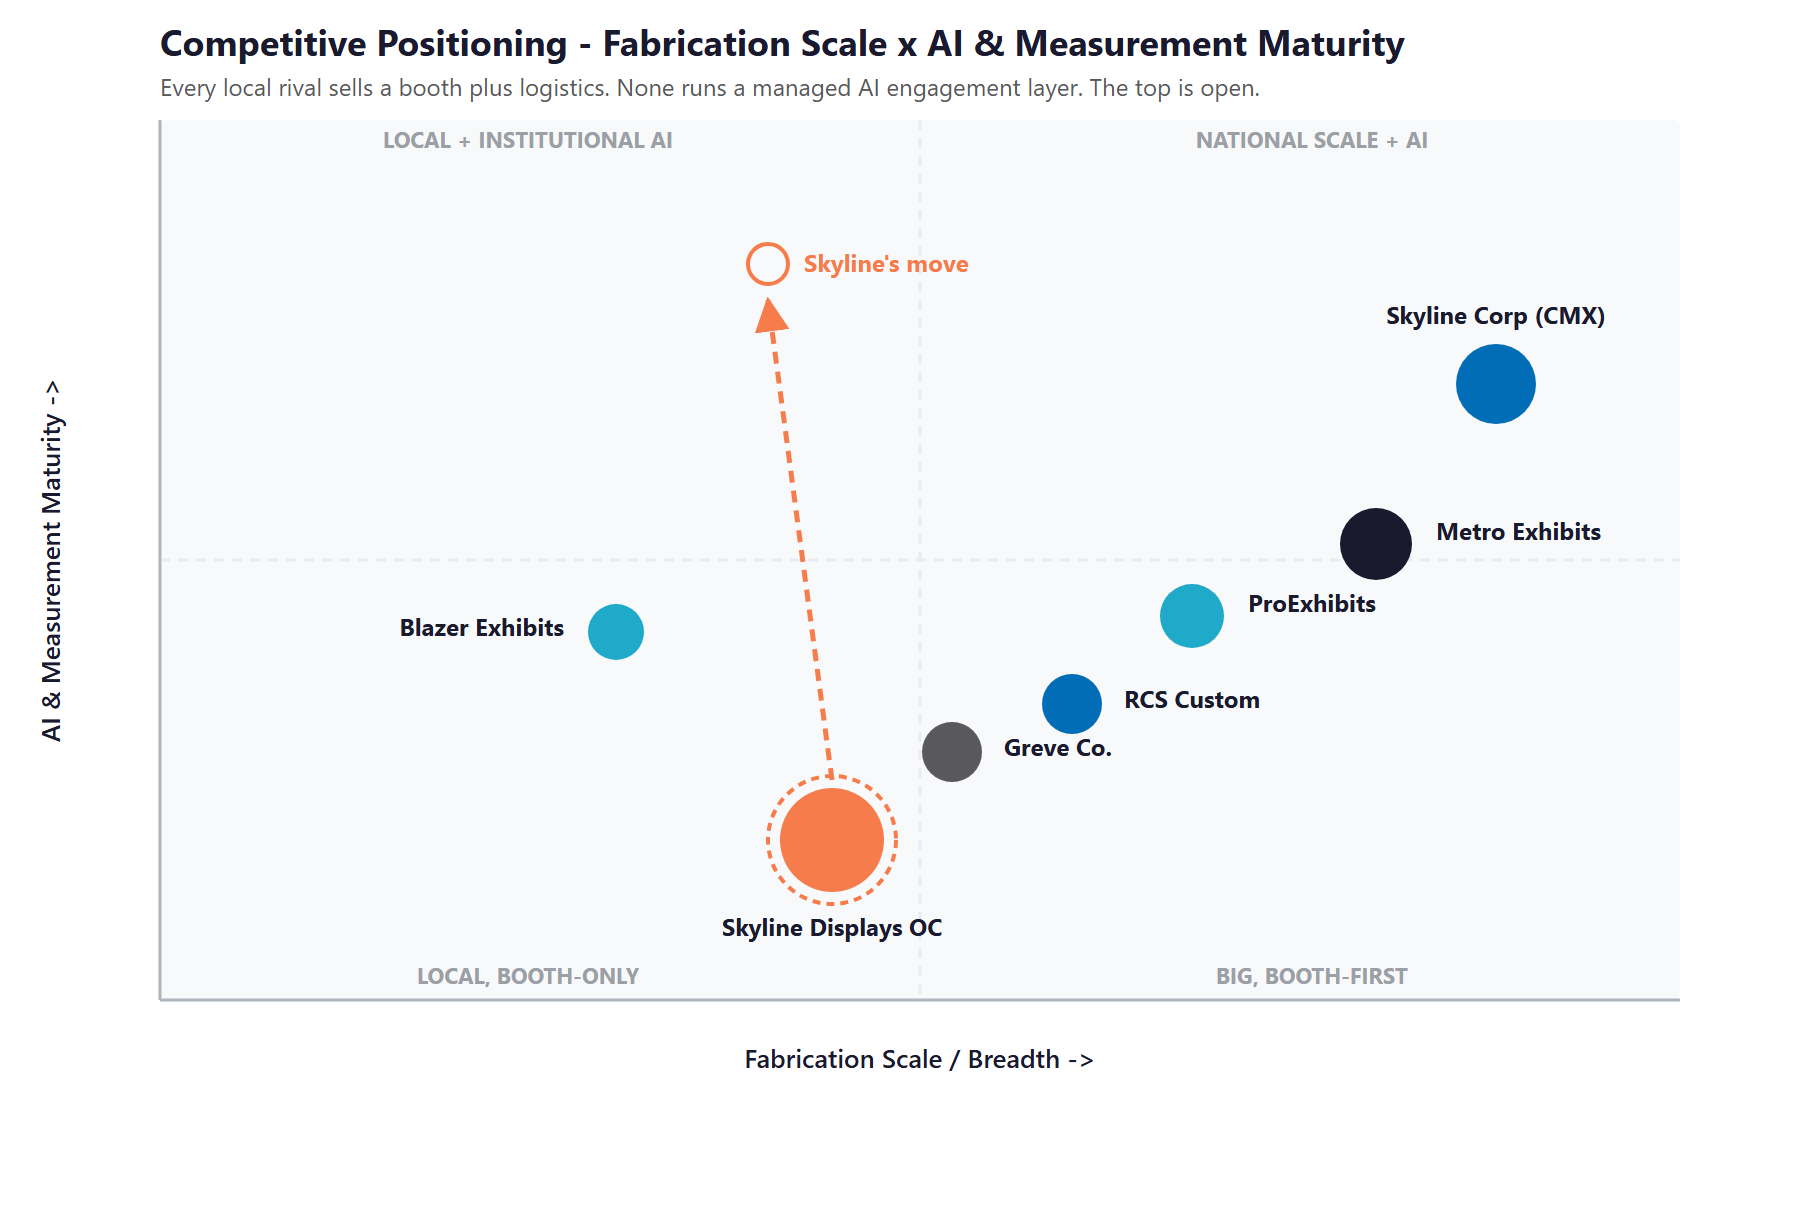 Competitive Positioning - Fabrication Scale x AI & Measurement Maturity
Every local rival sells a booth plus logistics. None runs a managed AI engagement layer. The top is open.
LOCAL + INSTITUTIONAL AI
NATIONAL SCALE + AI
Skyline's move
Skyline Corp (CMX)
Metro Exhibits
ProExhibits
Blazer Exhibits
RCS Custom
Greve Co.
Skyline Displays OC
LOCAL, BOOTH-ONLY
BIG, BOOTH-FIRST
AI & Measurement Maturity ->
Fabrication Scale / Breadth ->